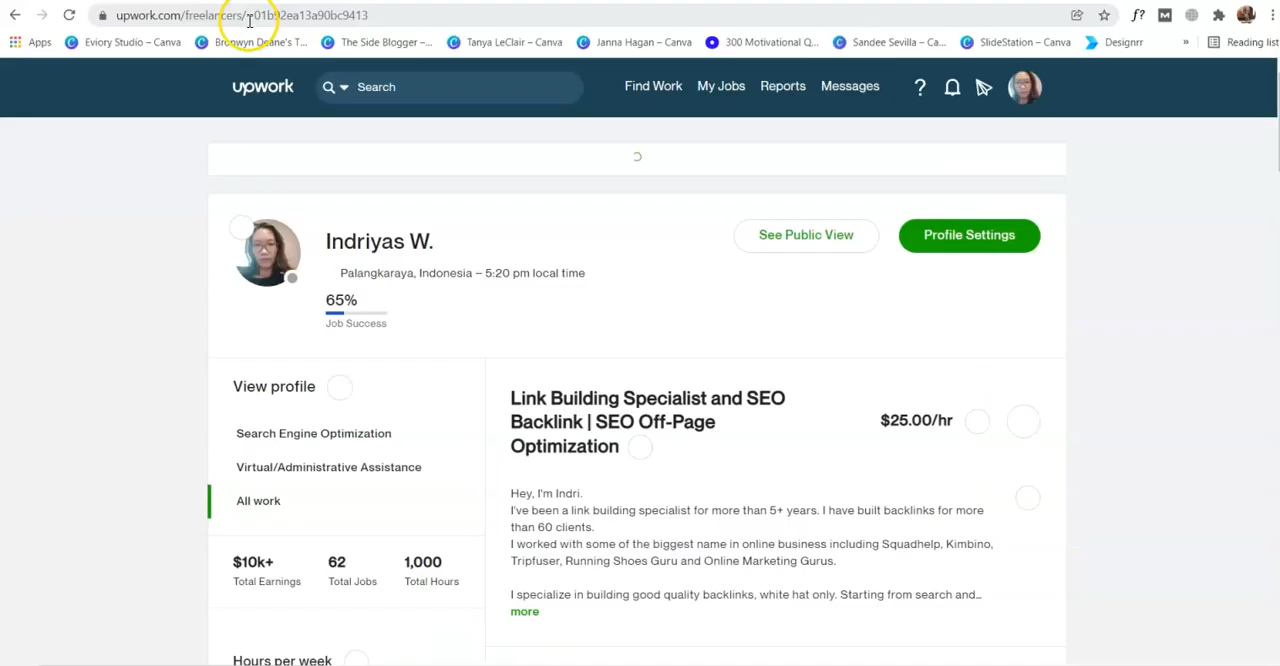 upwork.com/freelancers/~01b92ea13a90bc9413
f?
Apps
Eviory Studio – Canva
Bronwyn Deane's T...
The Side Blogger –...
Tanya LeClair – Canva
Janna Hagan – Canva
300 Motivational Q...
Sandee Sevilla – Ca...
SlideStation – Canva
Designrr
»
Reading list
upwork
Search
Find Work
My Jobs
Reports
Messages
?
Indriyas W.
See Public View
Profile Settings
Palangkaraya, Indonesia – 5:20 pm local time
65%
Job Success
View profile
Search Engine Optimization
Virtual/Administrative Assistance
All work
$10k+
62
1,000
Total Earnings
Total Jobs
Total Hours
Hours per week
Link Building Specialist and SEO
Backlink | SEO Off-Page
Optimization
$25.00/hr
Hey, I'm Indri.
I've been a link building specialist for more than 5+ years. I have built backlinks for more
than 60 clients.
I worked with some of the biggest name in online business including Squadhelp, Kimbino,
Tripfuser, Running Shoes Guru and Online Marketing Gurus.
I specialize in building good quality backlinks, white hat only. Starting from search and...
more